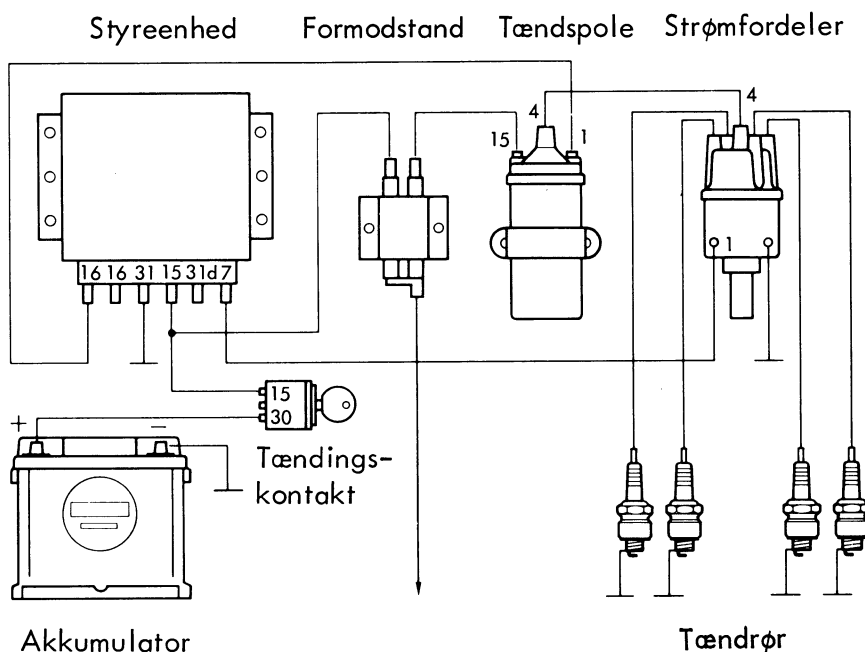 Styreenhed Formodstand Tændspole Strømfordeler
4 4
15 1
16 16 31 15 31d 7 1
15
30
+ −
Tændings-
kontakt
Akkumulator Tændrør